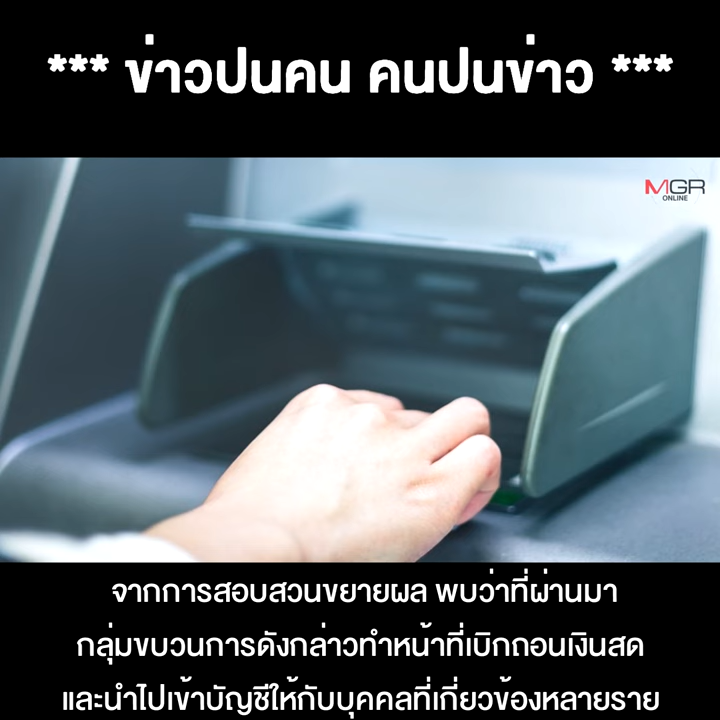 *** ข่าวปนคน คนปนข่าว ***
MGR
ONLINE
จากการสอบสวนขยายผล พบว่าที่ผ่านมา
กลุ่มขบวนการดังกล่าวทำหน้าที่เบิกถอนเงินสด
และนำไปเข้าบัญชีให้กับบุคคลที่เกี่ยวข้องหลายราย